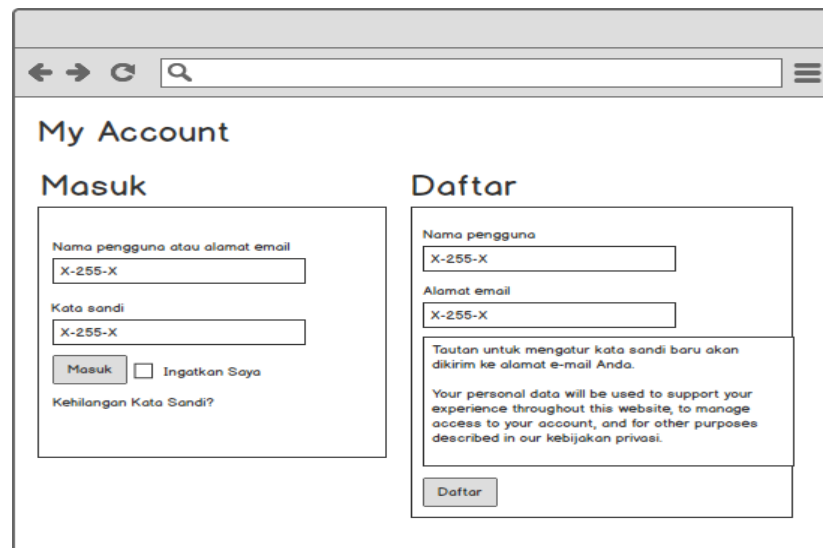 My Account
Masuk
Nama pengguna atau alamat email
X-255-X
Kata sandi
X-255-X
Masuk
Ingatkan Saya
Kehilangan Kata Sandi?
Daftar
Nama pengguna
X-255-X
Alamat email
X-255-X
Tautan untuk mengatur kata sandi baru akan
dikirim ke alamat e-mail Anda.
Your personal data will be used to support your
experience throughout this website, to manage
access to your account, and for other purposes
described in our kebijakan privasi.
Daftar